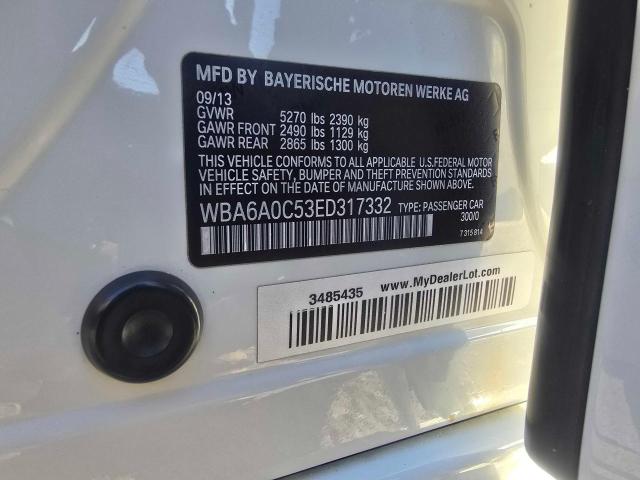 MFD BY BAYERISCHE MOTOREN WERKE AG
09/13
GVWR 5270 lbs 2390 kg
GAWR FRONT 2490 lbs 1129 kg
GAWR REAR 2865 lbs 1300 kg
THIS VEHICLE CONFORMS TO ALL APPLICABLE U.S.FEDERAL MOTOR
VEHICLE SAFETY, BUMPER AND THEFT PREVENTION STANDARDS
IN EFFECT ON THE DATE OF MANUFACTURE SHOWN ABOVE.
WBA6A0C53ED317332 TYPE: PASSENGER CAR
300/0
7 315 814
3485435 www.MyDealerLot.com